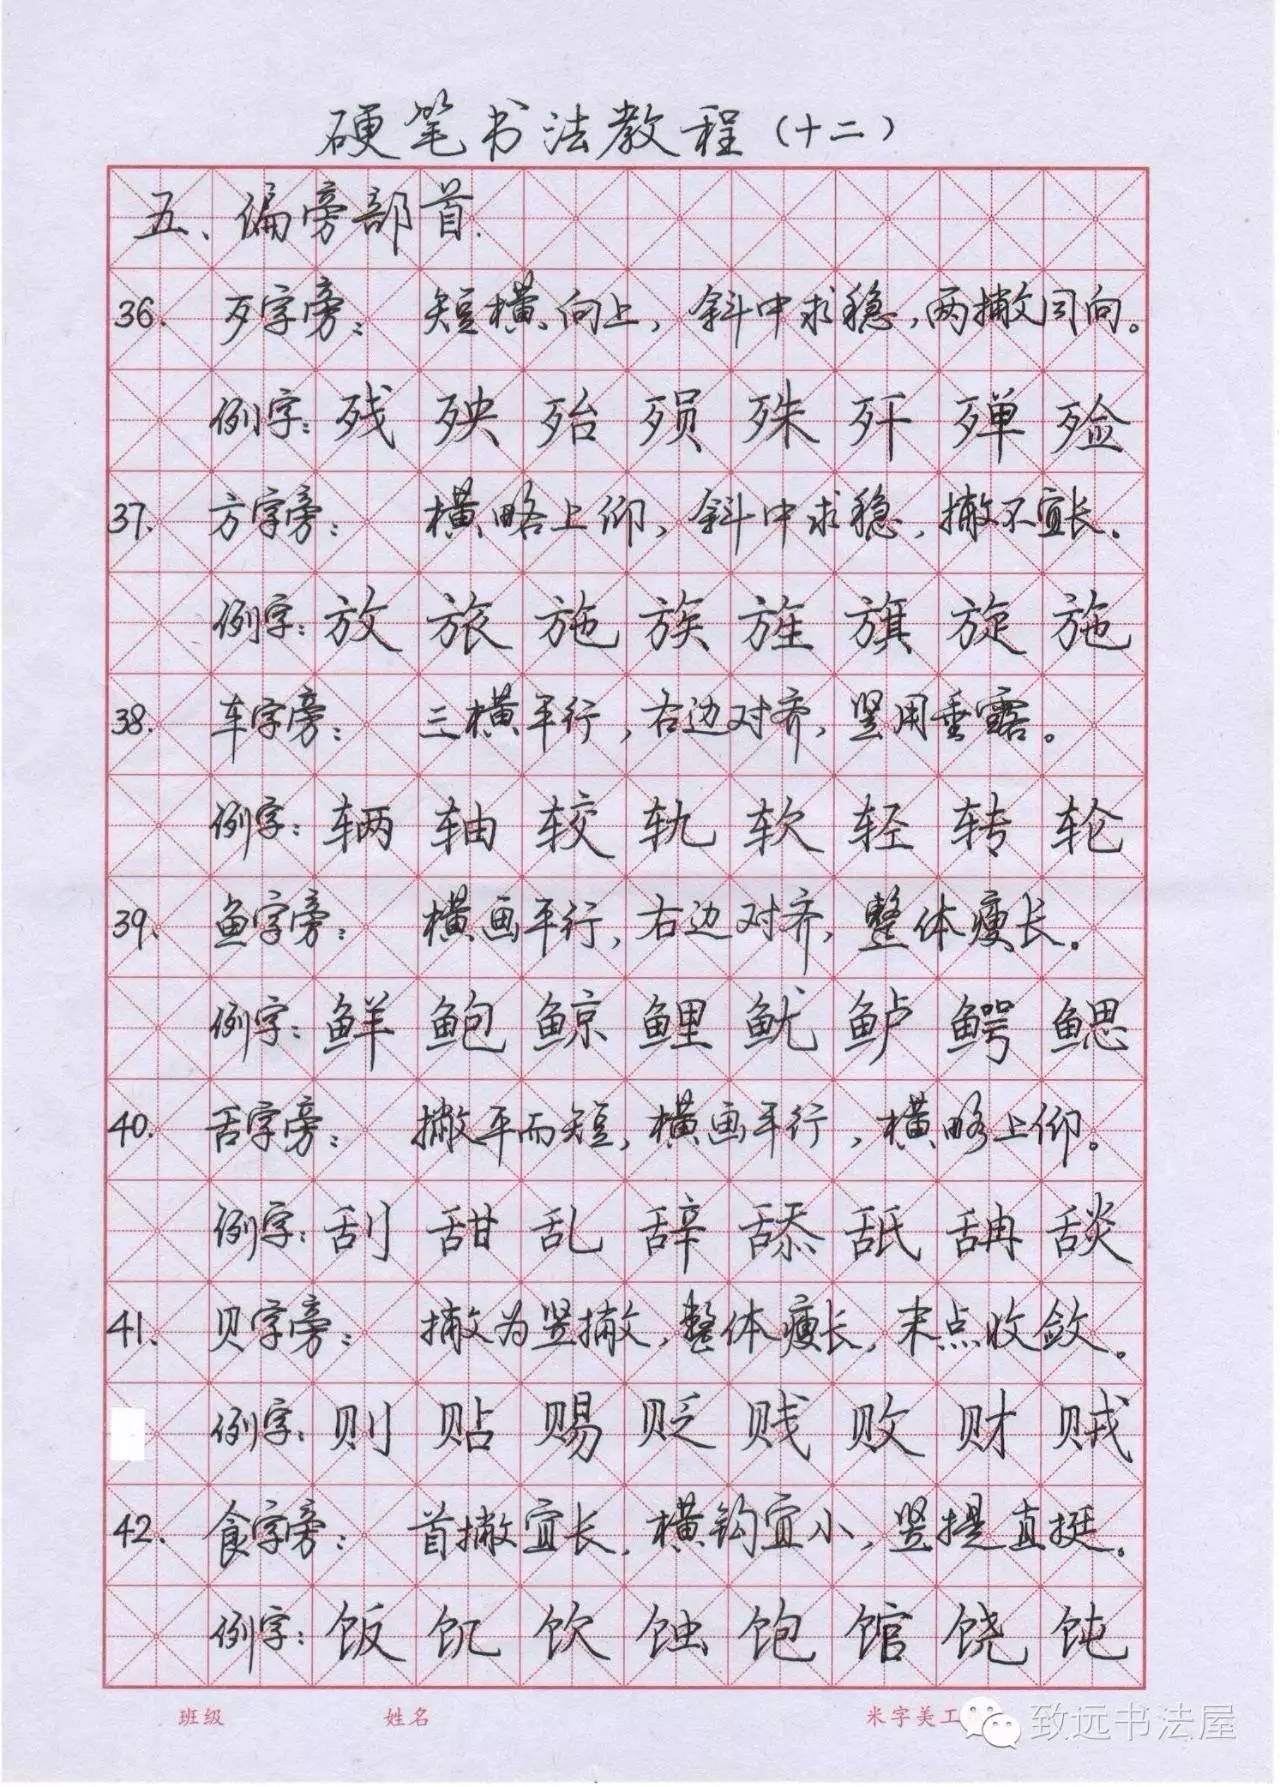 硬笔书法教程(十二)
五、偏旁部首.
36. 歹字旁: 短横向上,斜中求稳,两撇同向。
例字: 残 殃 殆 殒 殊 歼 殚 殓
37. 方字旁: 横略上仰,斜中求稳,撇不宜长。
例字: 放 旅 施 族 旌 旗 旋 施
38. 车字旁: 三横平行,右边对齐,竖用垂露。
例字: 辆 轴 较 轨 软 轻 转 轮
39. 鱼字旁: 横画平行,右边对齐,整体瘦长。
例字: 鲜 鲍 鲸 鲤 鱿 鲈 鳄 鳃
40. 舌字旁: 撇平而短,横画平行,横略上仰。
例字: 刮 甜 乱 辞 舔 舐 舑 舕
41. 贝字旁: 撇为竖撇,整体瘦长,末点收敛。
例字: 则 贴 赐 贬 贱 败 财 贼
42. 食字旁: 首撇宜长,横钩宜小,竖提直挺。
例字: 饭 饥 饮 蚀 饱 馆 饶 饨
班级 姓名 米字美工
致远书法屋